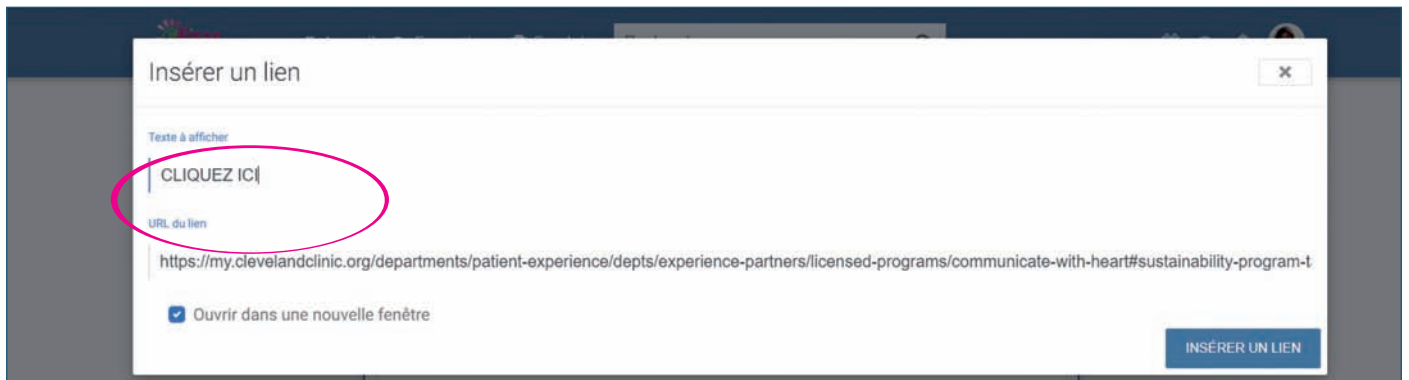 Insérer un lien
Texte à afficher
CLIQUEZ ICI
URL du lien
https://my.clevelandclinic.org/departments/patient-experience/depts/experience-partners/licensed-programs/communicate-with-heart#sustainability-program-t
Ouvrir dans une nouvelle fenêtre
INSÉRER UN LIEN